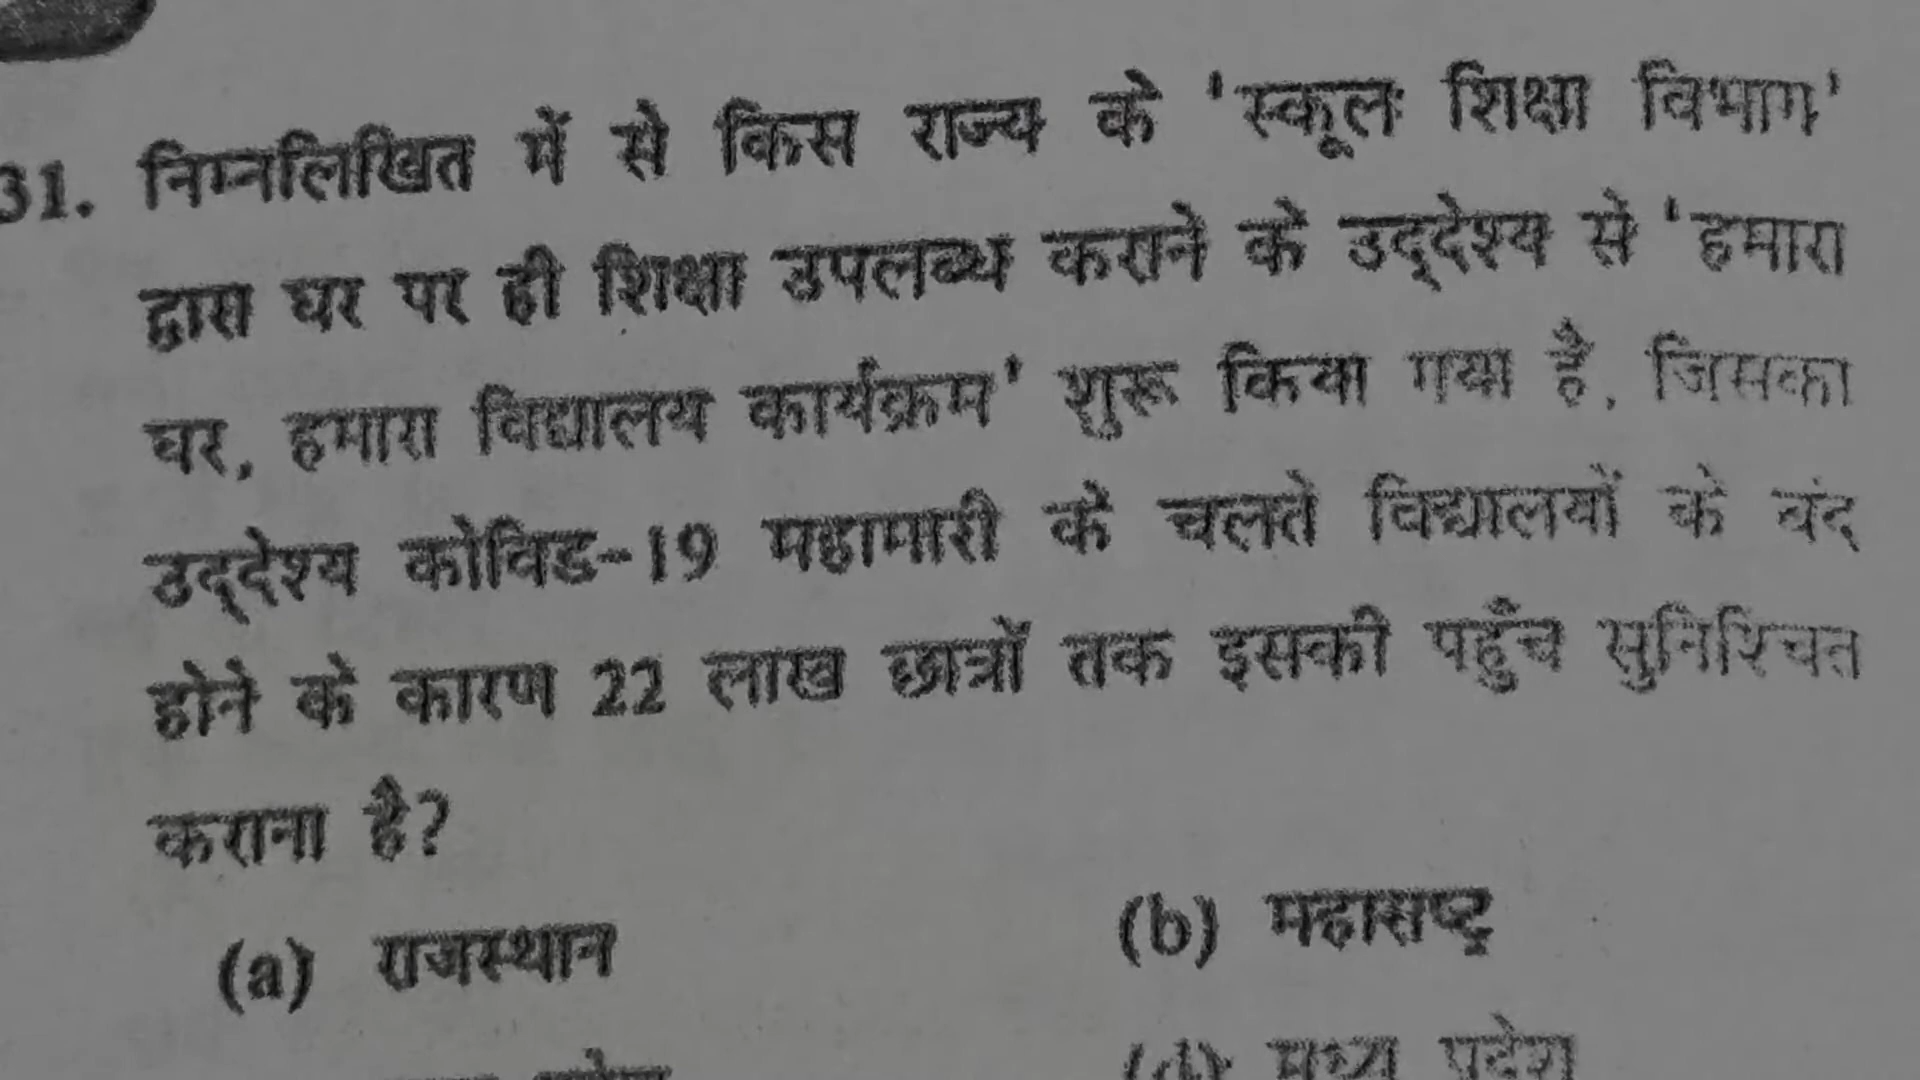 31. निम्नलिखित में से किस राज्य के 'स्कूल शिक्षा विभाग'
द्वारा घर पर ही शिक्षा उपलब्ध कराने के उद्देश्य से 'हमारा
घर, हमारा विद्यालय कार्यक्रम' शुरू किया गया है, जिसका
उद्देश्य कोविड-19 महामारी के चलते विद्यालयों के बंद
होने के कारण 22 लाख छात्रों तक इसकी पहुँच सुनिश्चित
कराना है?
(a) राजस्थान
(b) महाराष्ट्र
(d) मध्य प्रदेश